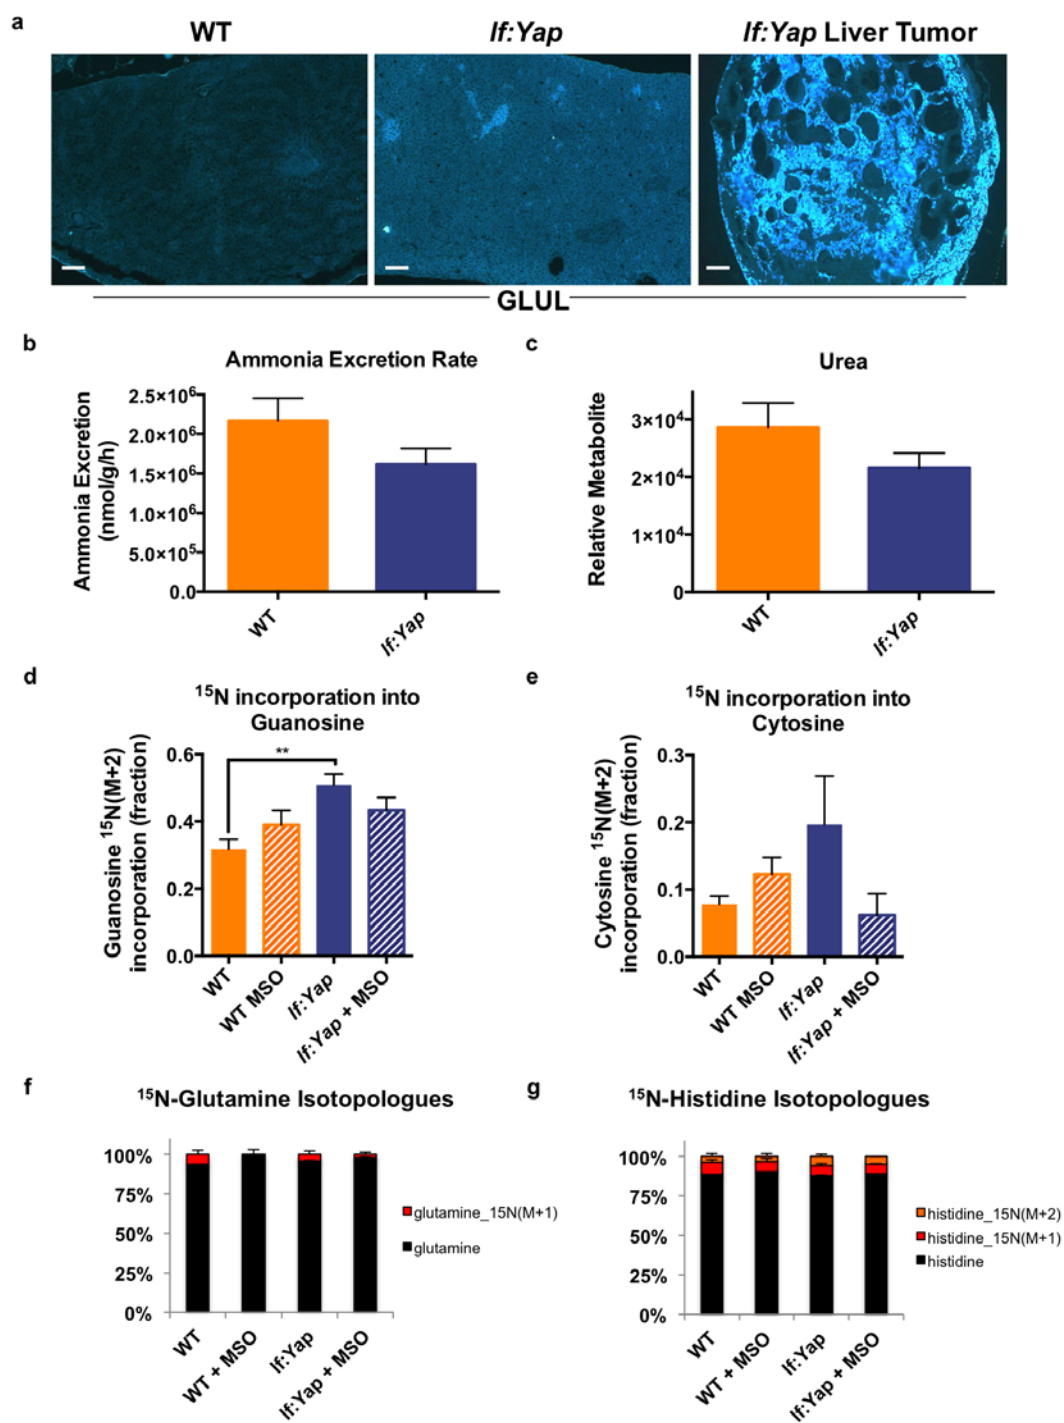 a
WT
lf:Yap
lf:Yap Liver Tumor
GLUL
b
Ammonia Excretion Rate
Ammonia Excretion
(nmol/g/h)
2.5×10⁶
2.0×10⁶
1.5×10⁶
1.0×10⁶
5.0×10⁵
0.0
WT
lf:Yap
c
Urea
Relative Metabolite
3×10⁴
2×10⁴
1×10⁴
0
WT
lf:Yap
d
¹⁵N incorporation into
Guanosine
Guanosine ¹⁵N(M+2)
incorporation (fraction)
0.6
0.4
0.2
0.0
**
WT
WT MSO
lf:Yap
lf:Yap + MSO
e
¹⁵N incorporation into
Cytosine
Cytosine ¹⁵N(M+2)
incorporation (fraction)
0.3
0.2
0.1
0.0
WT
WT MSO
lf:Yap
lf:Yap + MSO
f
¹⁵N-Glutamine Isotopologues
100%
75%
50%
25%
0%
WT
WT + MSO
lf:Yap
lf:Yap + MSO
glutamine_15N(M+1)
glutamine
g
¹⁵N-Histidine Isotopologues
100%
75%
50%
25%
0%
WT
WT + MSO
lf:Yap
lf:Yap + MSO
histidine_15N(M+2)
histidine_15N(M+1)
histidine